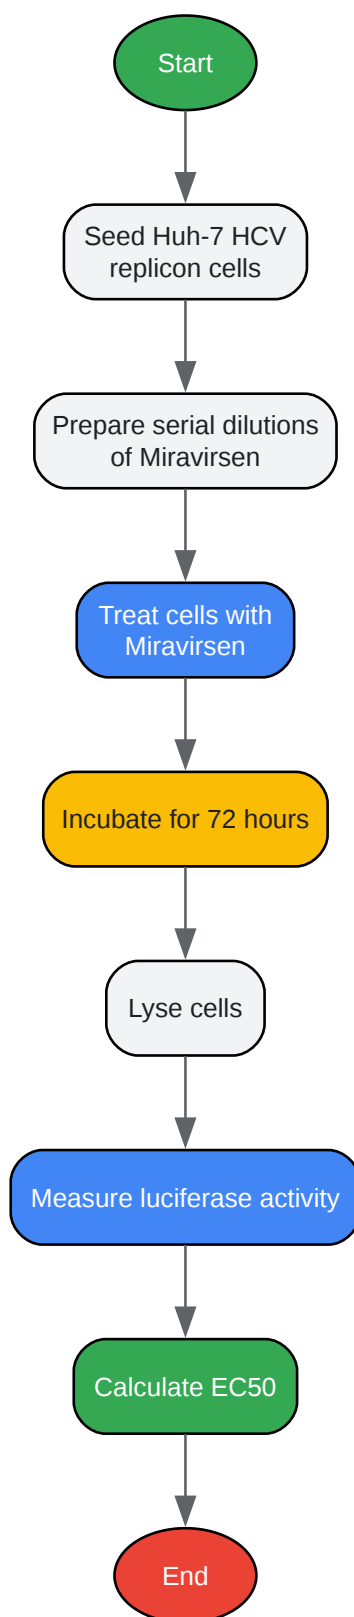 Start
Seed Huh-7 HCV
replicon cells
Prepare serial dilutions
of Miravirsen
Treat cells with
Miravirsen
Incubate for 72 hours
Lyse cells
Measure luciferase activity
Calculate EC50
End